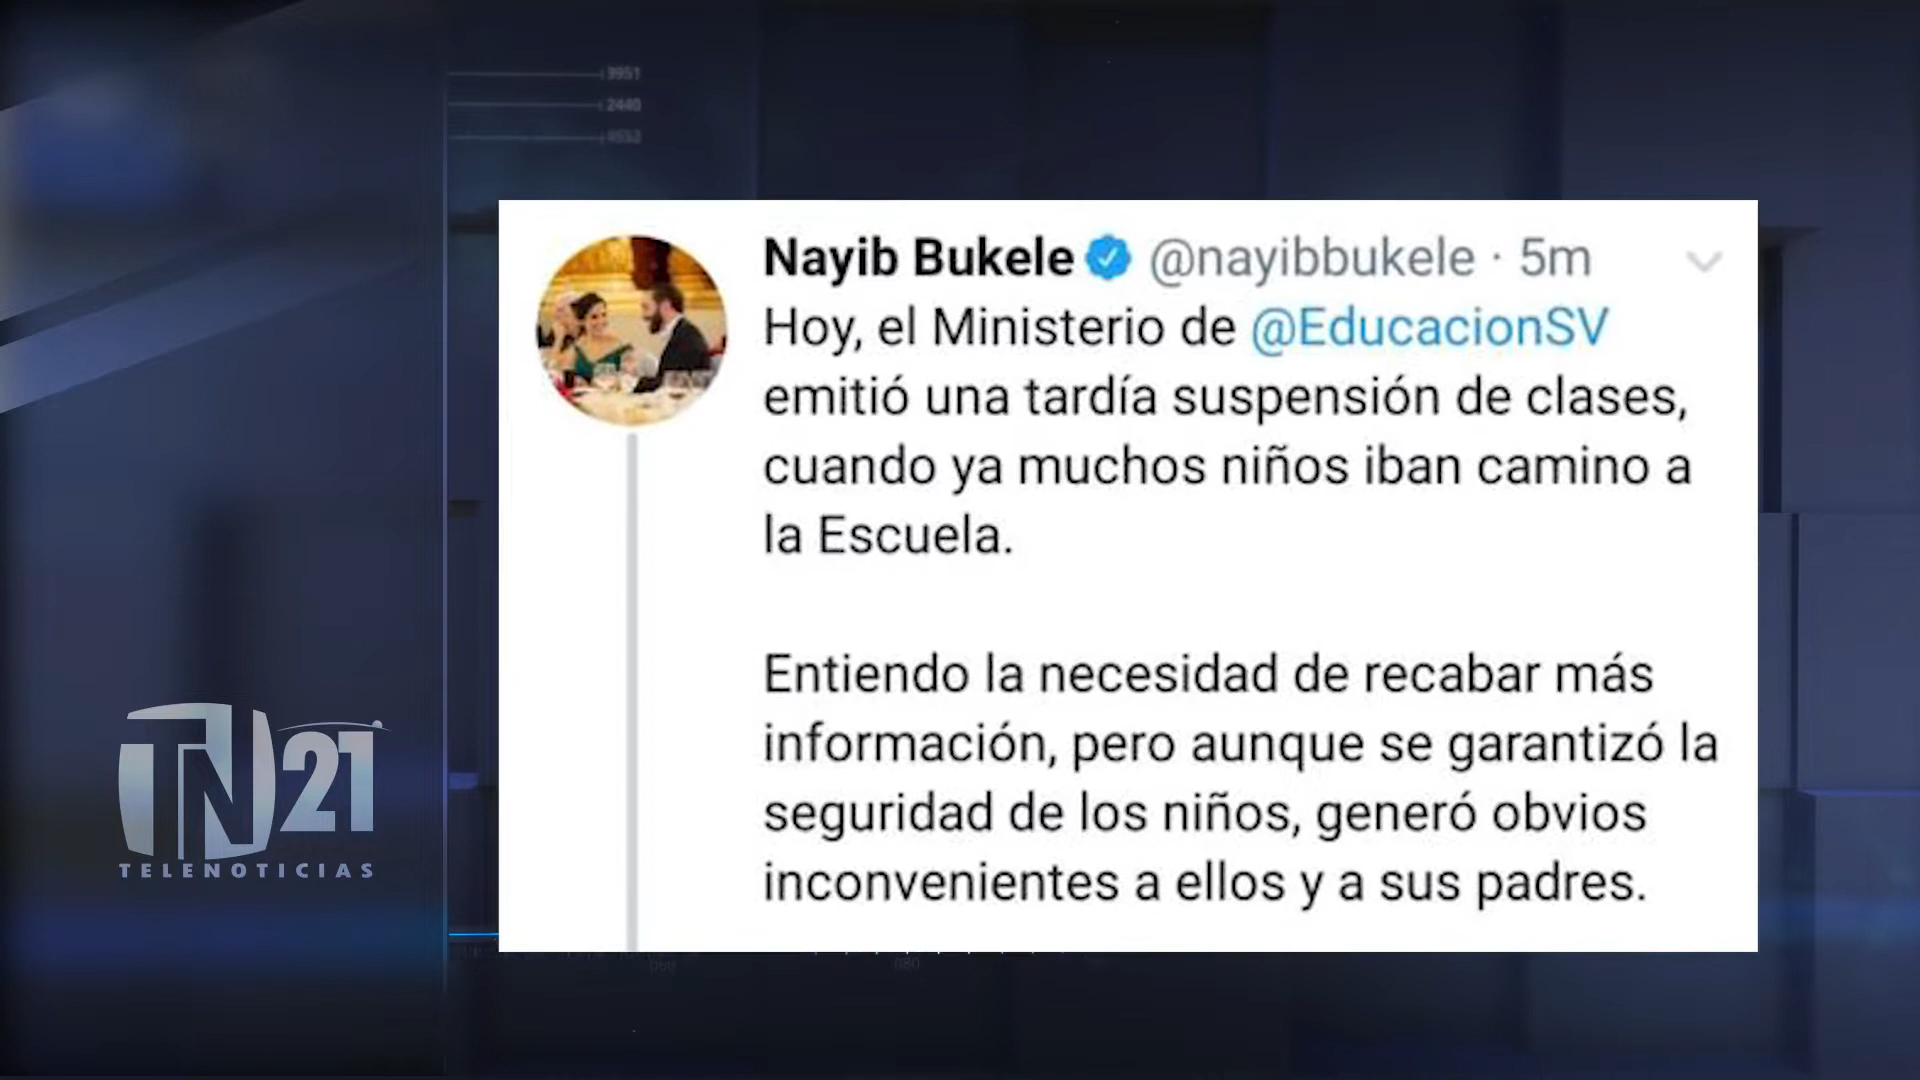 3951
2440
Nayib Bukele @nayibbukele · 5m
Hoy, el Ministerio de @EducacionSV
emitió una tardía suspensión de clases,
cuando ya muchos niños iban camino a
la Escuela.
Entiendo la necesidad de recabar más
información, pero aunque se garantizó la
seguridad de los niños, generó obvios
inconvenientes a ellos y a sus padres.
TN21
TELENOTICIAS